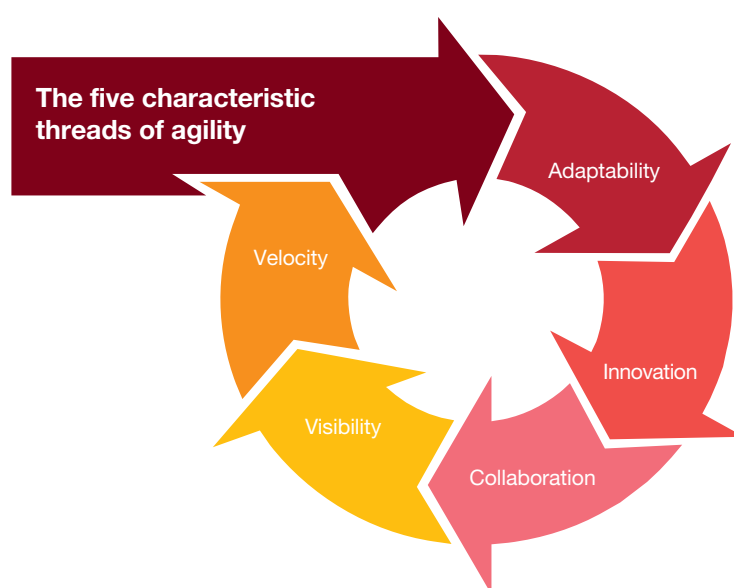 The five characteristic
threads of agility
Adaptability
Innovation
Collaboration
Visibility
Velocity